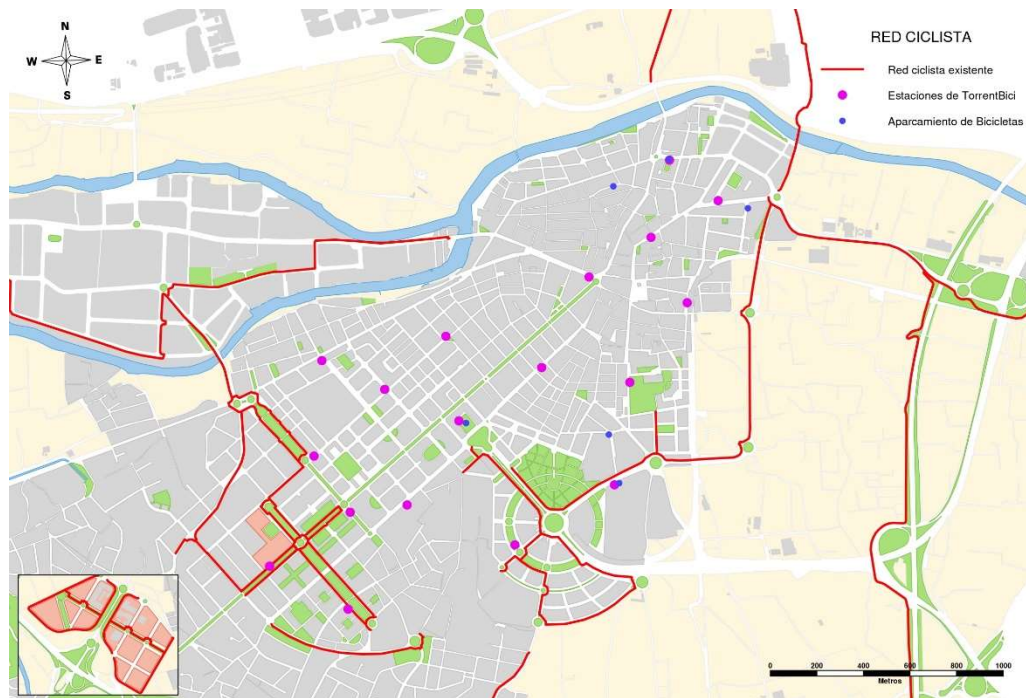 N
W E
S
RED CICLISTA
Red ciclista existente
Estaciones de TorrentBici
Aparcamiento de Bicicletas
0 200 400 600 800 1000
Metros